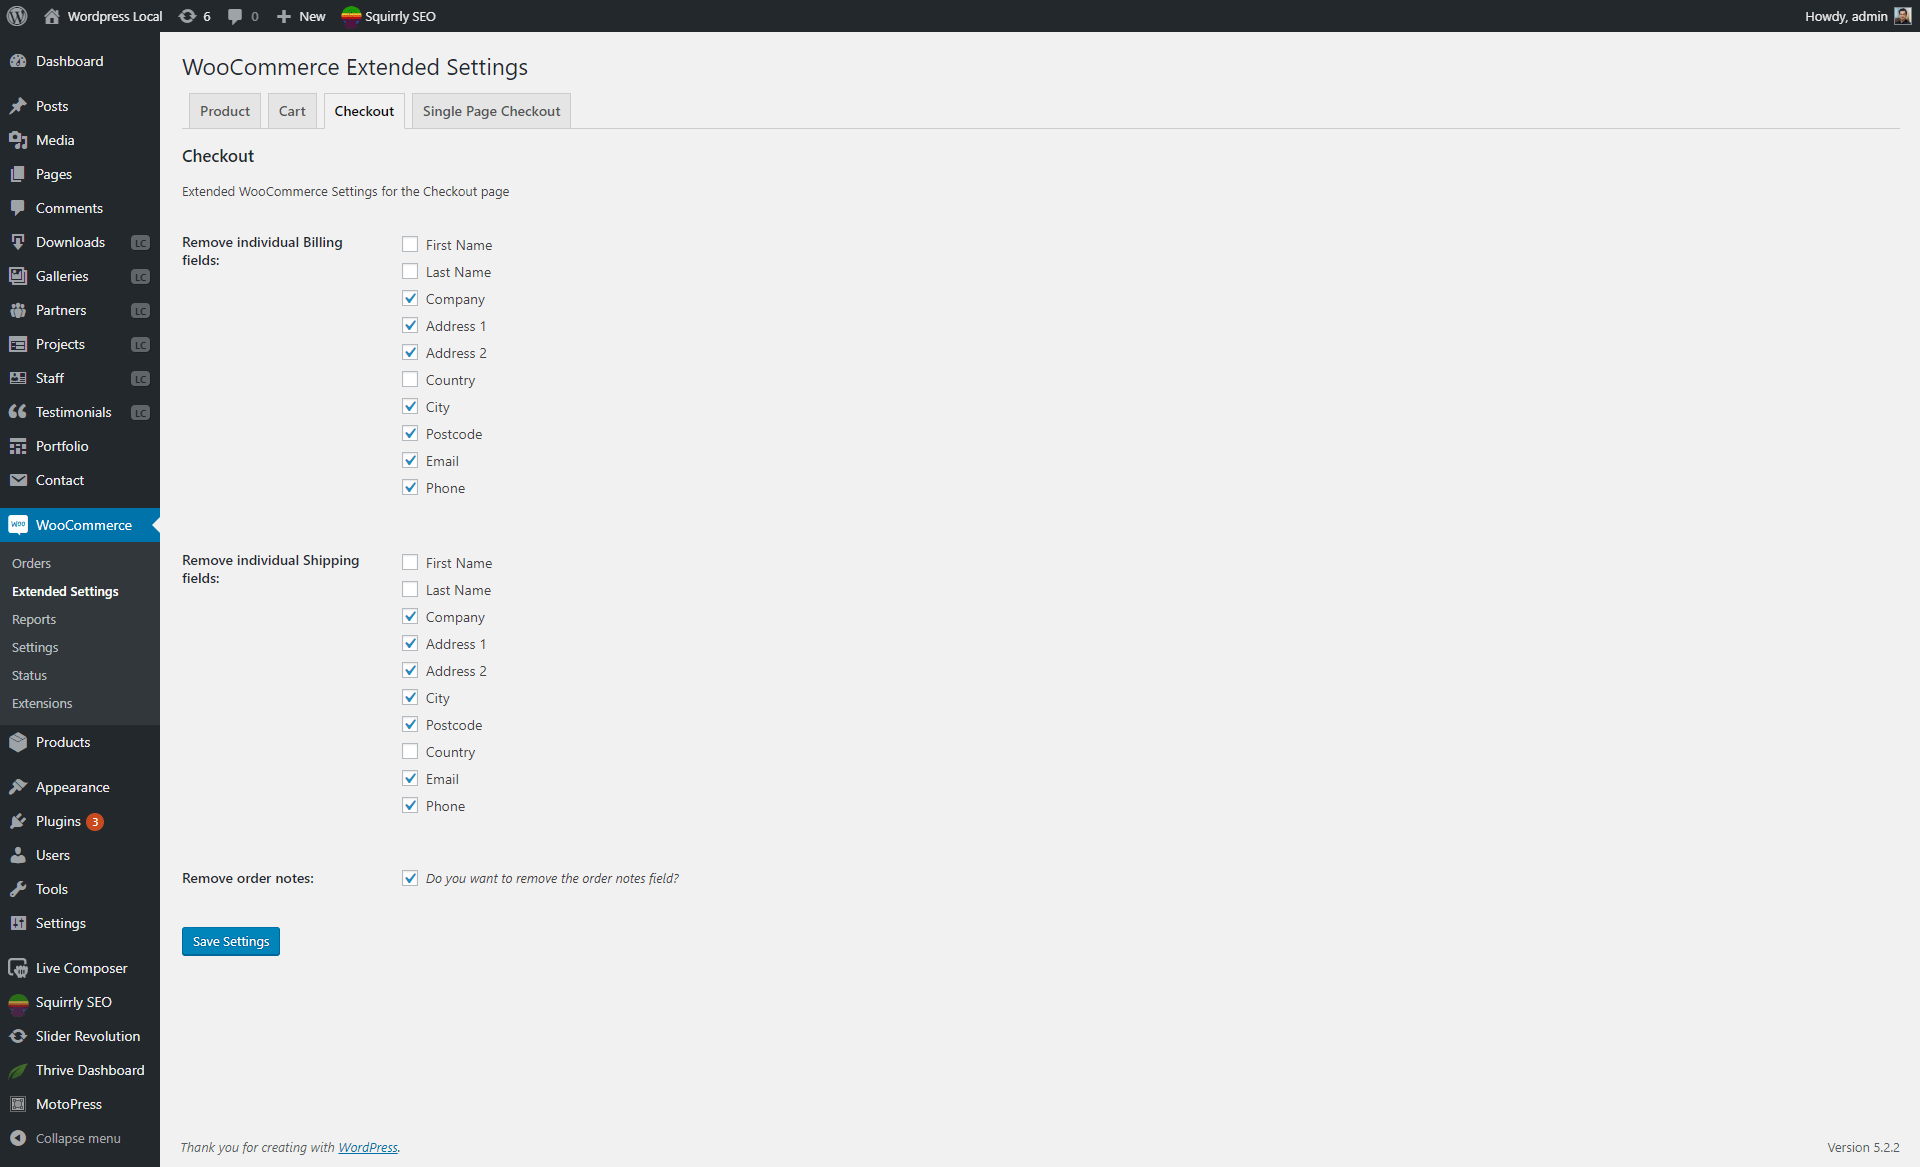 Wordpress Local
6
0
New
Squirrly SEO
Howdy, admin
Dashboard
Posts
Media
Pages
Comments
Downloads LC
Galleries LC
Partners LC
Projects LC
Staff LC
Testimonials LC
Portfolio
Contact
Woo WooCommerce
Orders
Extended Settings
Reports
Settings
Status
Extensions
Products
Appearance
Plugins 3
Users
Tools
Settings
Live Composer
Squirrly SEO
Slider Revolution
Thrive Dashboard
MotoPress
Collapse menu
WooCommerce Extended Settings
Product
Cart
Checkout
Single Page Checkout
Checkout
Extended WooCommerce Settings for the Checkout page
Remove individual Billing
fields:
First Name
Last Name
Company
Address 1
Address 2
Country
City
Postcode
Email
Phone
Remove individual Shipping
fields:
First Name
Last Name
Company
Address 1
Address 2
City
Postcode
Country
Email
Phone
Remove order notes:
Do you want to remove the order notes field?
Save Settings
Thank you for creating with WordPress.
Version 5.2.2